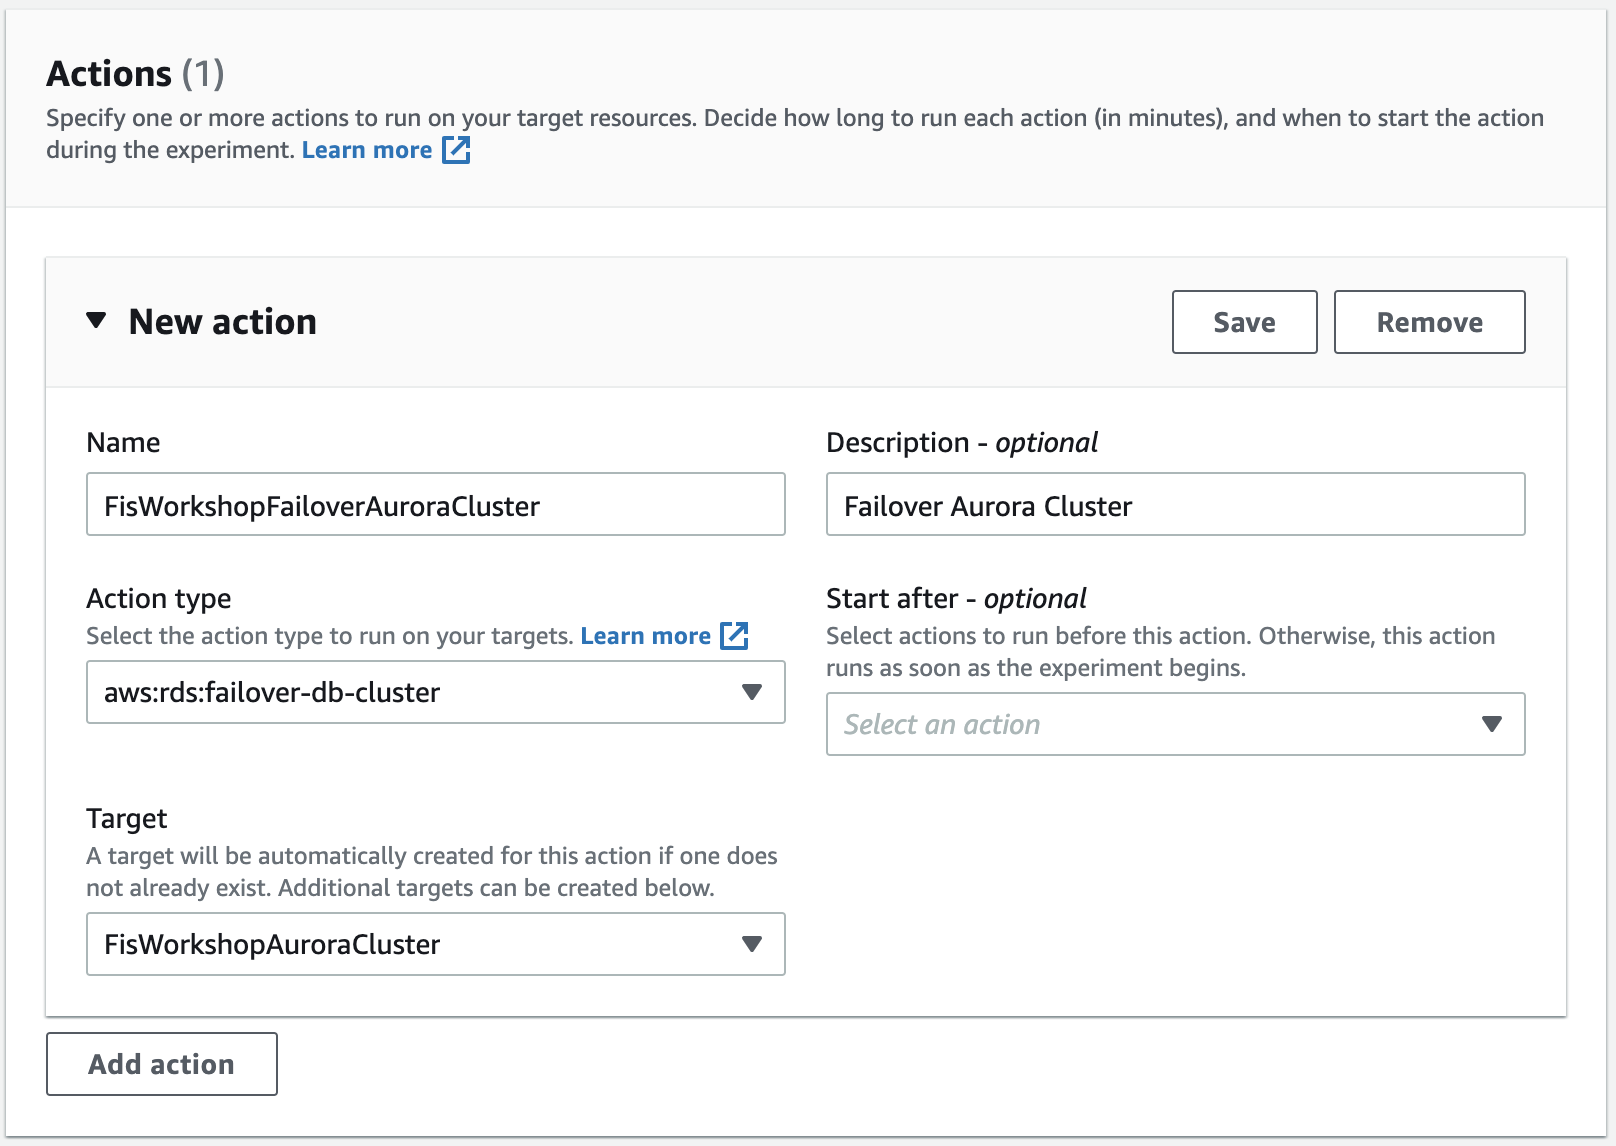 Actions (1)
Specify one or more actions to run on your target resources. Decide how long to run each action (in minutes), and when to start the action
during the experiment. Learn more
New action
Save
Remove
Name
FisWorkshopFailoverAuroraCluster
Description - optional
Failover Aurora Cluster
Action type
Select the action type to run on your targets. Learn more
aws:rds:failover-db-cluster
Start after - optional
Select actions to run before this action. Otherwise, this action
runs as soon as the experiment begins.
Select an action
Target
A target will be automatically created for this action if one does
not already exist. Additional targets can be created below.
FisWorkshopAuroraCluster
Add action